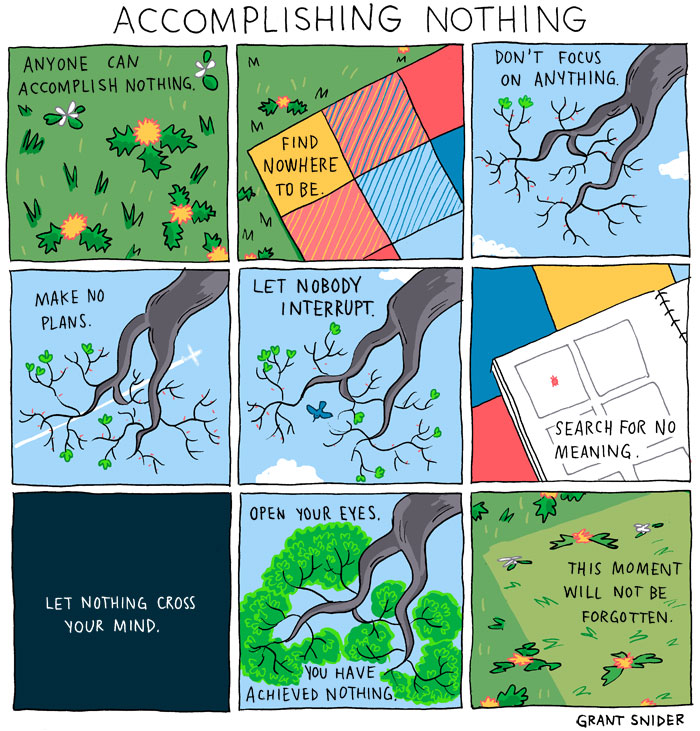 ACCOMPLISHING NOTHING
ANYONE CAN
ACCOMPLISH NOTHING.
FIND
NOWHERE
TO BE.
DON'T FOCUS
ON ANYTHING.
MAKE NO
PLANS.
LET NOBODY
INTERRUPT.
SEARCH FOR NO
MEANING.
LET NOTHING CROSS
YOUR MIND.
OPEN YOUR EYES.
YOU HAVE
ACHIEVED NOTHING.
THIS MOMENT
WILL NOT BE
FORGOTTEN.
GRANT SNIDER